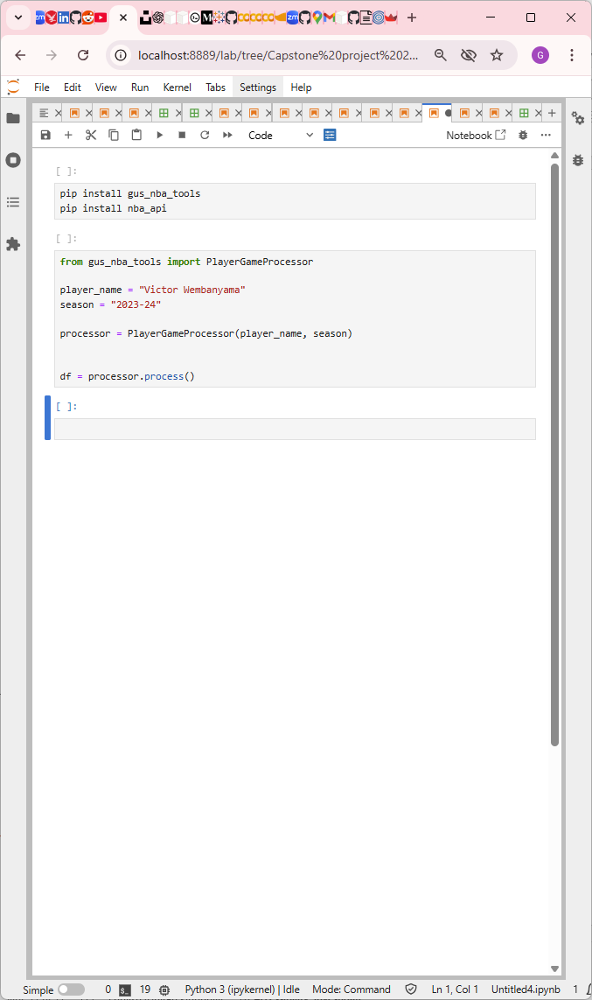 localhost:8889/lab/tree/Capstone%20project%202...
G
File Edit View Run Kernel Tabs Settings Help
Code
Notebook
[ ]:
pip install gus_nba_tools
pip install nba_api
[ ]:
from gus_nba_tools import PlayerGameProcessor
player_name = "Victor Wembanyama"
season = "2023-24"
processor = PlayerGameProcessor(player_name, season)
df = processor.process()
[ ]:
Simple 0 19 Python 3 (ipykernel) | Idle Mode: Command Ln 1, Col 1 Untitled4.ipynb 1